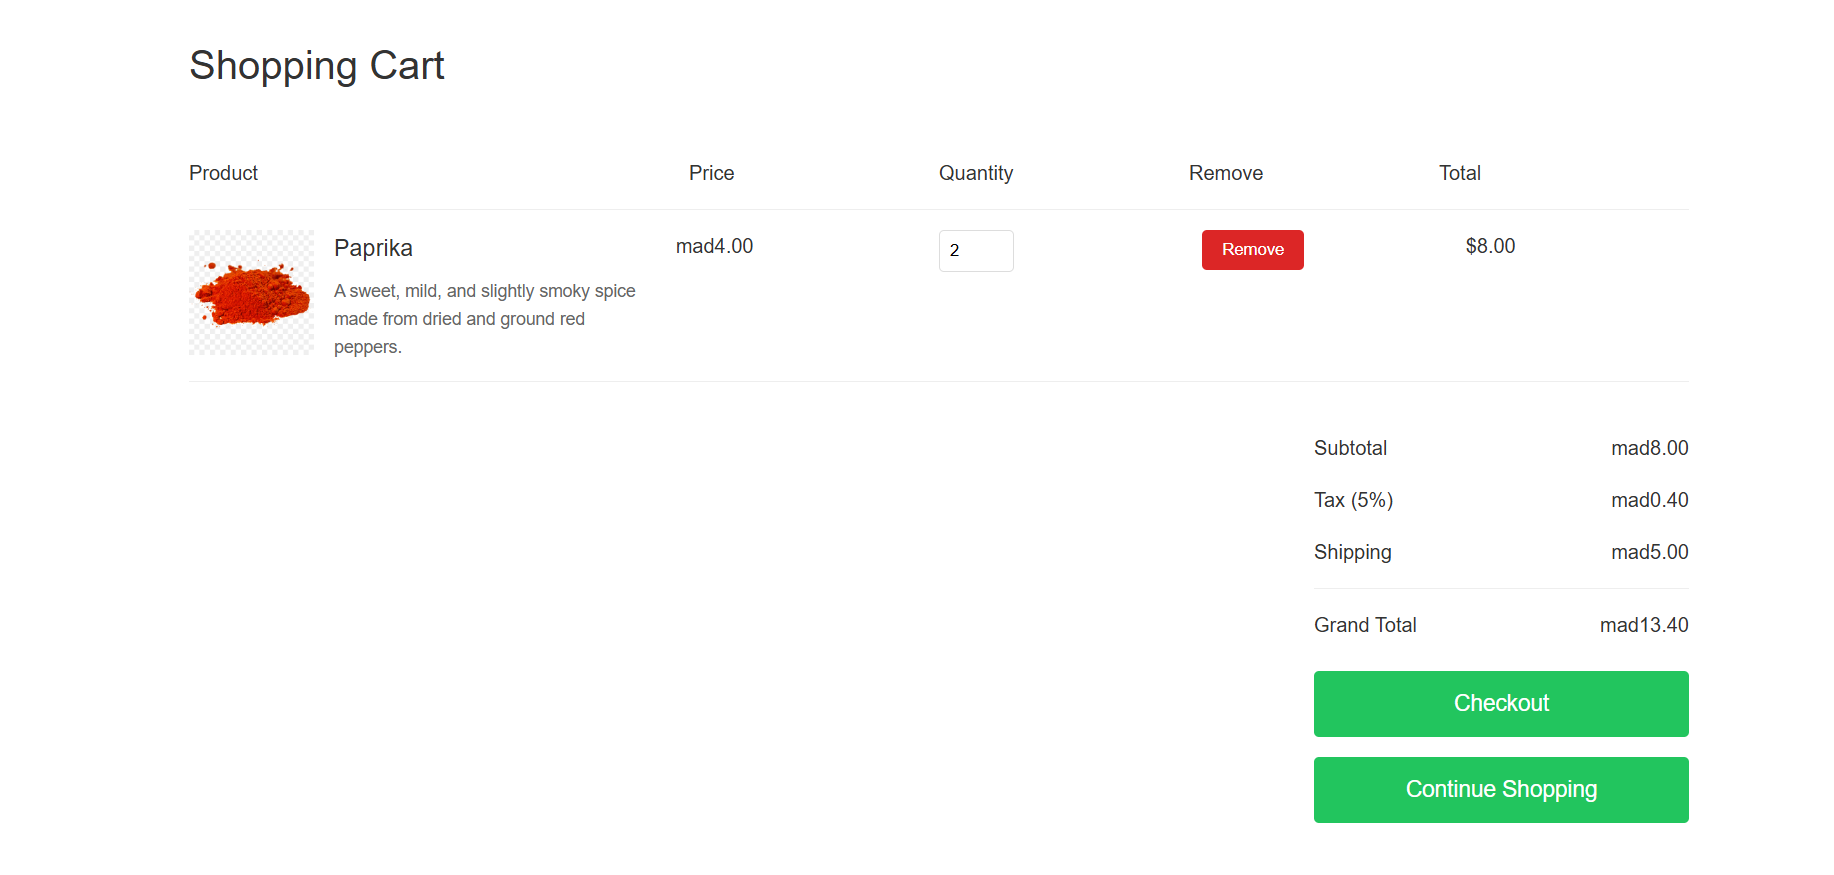 Shopping Cart
Product Price Quantity Remove Total
Paprika mad4.00 2 Remove $8.00
A sweet, mild, and slightly smoky spice
made from dried and ground red
peppers.
Subtotal mad8.00
Tax (5%) mad0.40
Shipping mad5.00
Grand Total mad13.40
Checkout
Continue Shopping